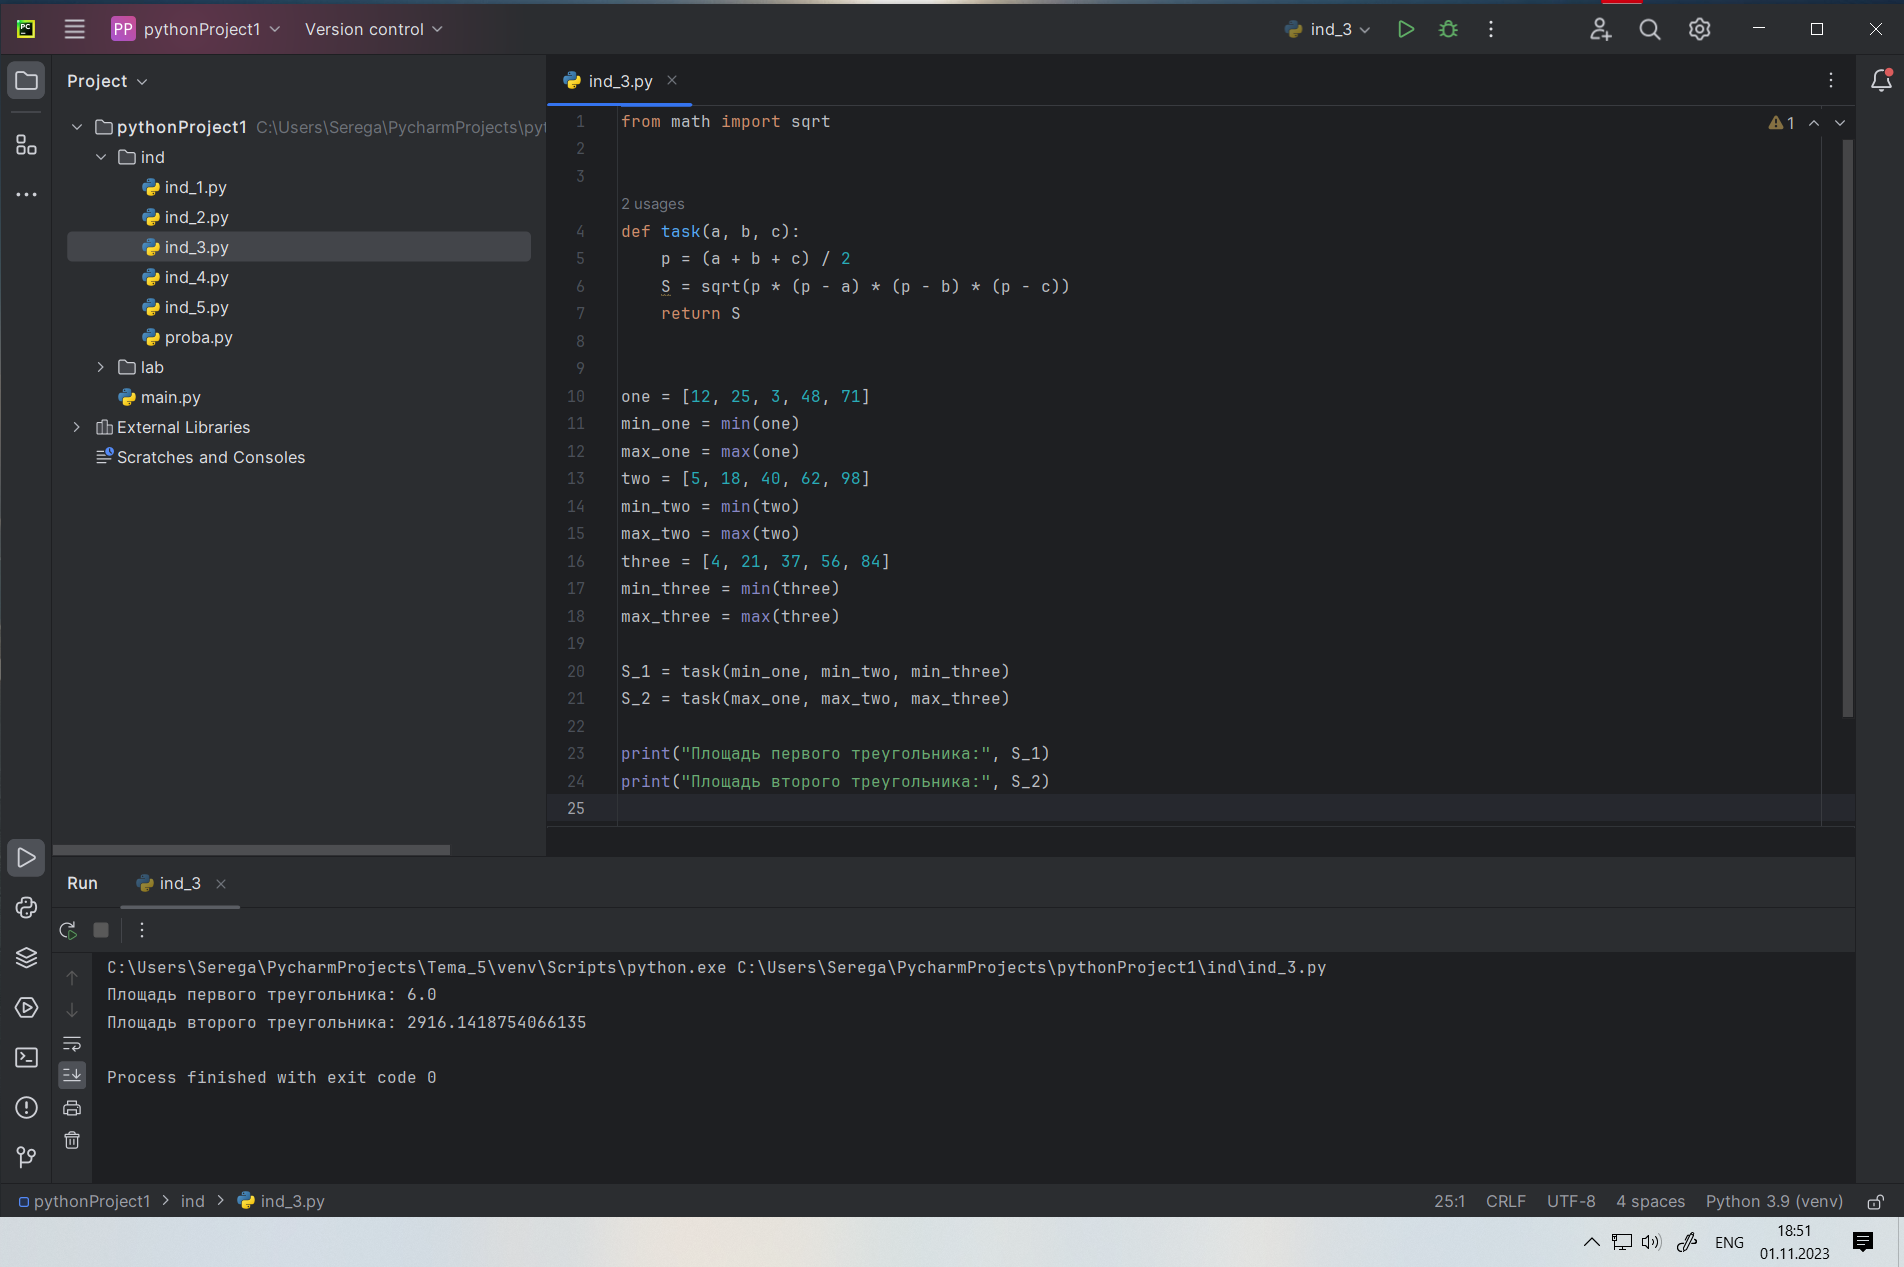 PC
PP pythonProject1 Version control ind_3
Project
ind_3.py
pythonProject1 C:\Users\Serega\PycharmProjects\pyt
ind
ind_1.py
ind_2.py
ind_3.py
ind_4.py
ind_5.py
proba.py
lab
main.py
External Libraries
Scratches and Consoles
1 from math import sqrt
1
2
3
2 usages
4 def task(a, b, c):
5 p = (a + b + c) / 2
6 S = sqrt(p * (p - a) * (p - b) * (p - c))
7 return S
8
9
10 one = [12, 25, 3, 48, 71]
11 min_one = min(one)
12 max_one = max(one)
13 two = [5, 18, 40, 62, 98]
14 min_two = min(two)
15 max_two = max(two)
16 three = [4, 21, 37, 56, 84]
17 min_three = min(three)
18 max_three = max(three)
19
20 S_1 = task(min_one, min_two, min_three)
21 S_2 = task(max_one, max_two, max_three)
22
23 print("Площадь первого треугольника:", S_1)
24 print("Площадь второго треугольника:", S_2)
25
Run ind_3
C:\Users\Serega\PycharmProjects\Tema_5\venv\Scripts\python.exe C:\Users\Serega\PycharmProjects\pythonProject1\ind\ind_3.py
Площадь первого треугольника: 6.0
Площадь второго треугольника: 2916.1418754066135
Process finished with exit code 0
pythonProject1 > ind > ind_3.py 25:1 CRLF UTF-8 4 spaces Python 3.9 (venv)
ENG
18:51
01.11.2023